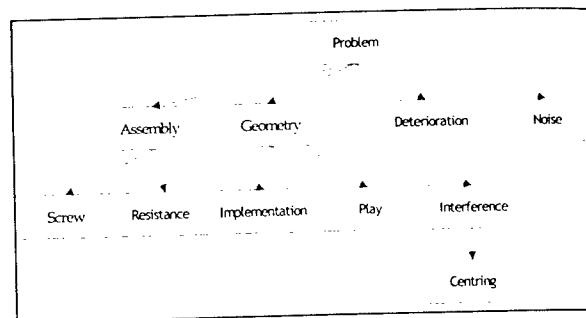 Problem
Assembly Geometry Deterioration Noise
Screw Resistance Implementation Play Interference
Centring